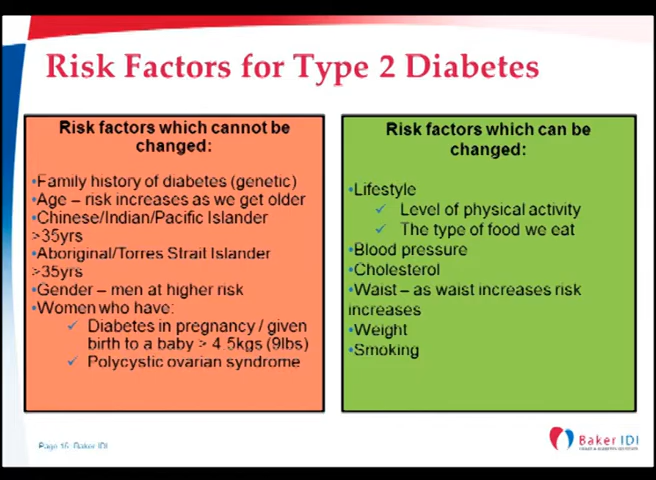 Risk Factors for Type 2 Diabetes
Risk factors which cannot be
changed:
•Family history of diabetes (genetic)
•Age – risk increases as we get older
•Chinese/Indian/Pacific Islander
>35yrs
•Aboriginal/Torres Strait Islander
>35yrs
•Gender – men at higher risk
•Women who have:
✓ Diabetes in pregnancy / given
birth to a baby > 4.5kgs (9lbs)
✓ Polycystic ovarian syndrome
Risk factors which can be
changed:
•Lifestyle
✓ Level of physical activity
✓ The type of food we eat
•Blood pressure
•Cholesterol
•Waist – as waist increases risk
increases
•Weight
•Smoking
Page 16 Baker IDI
Baker IDI